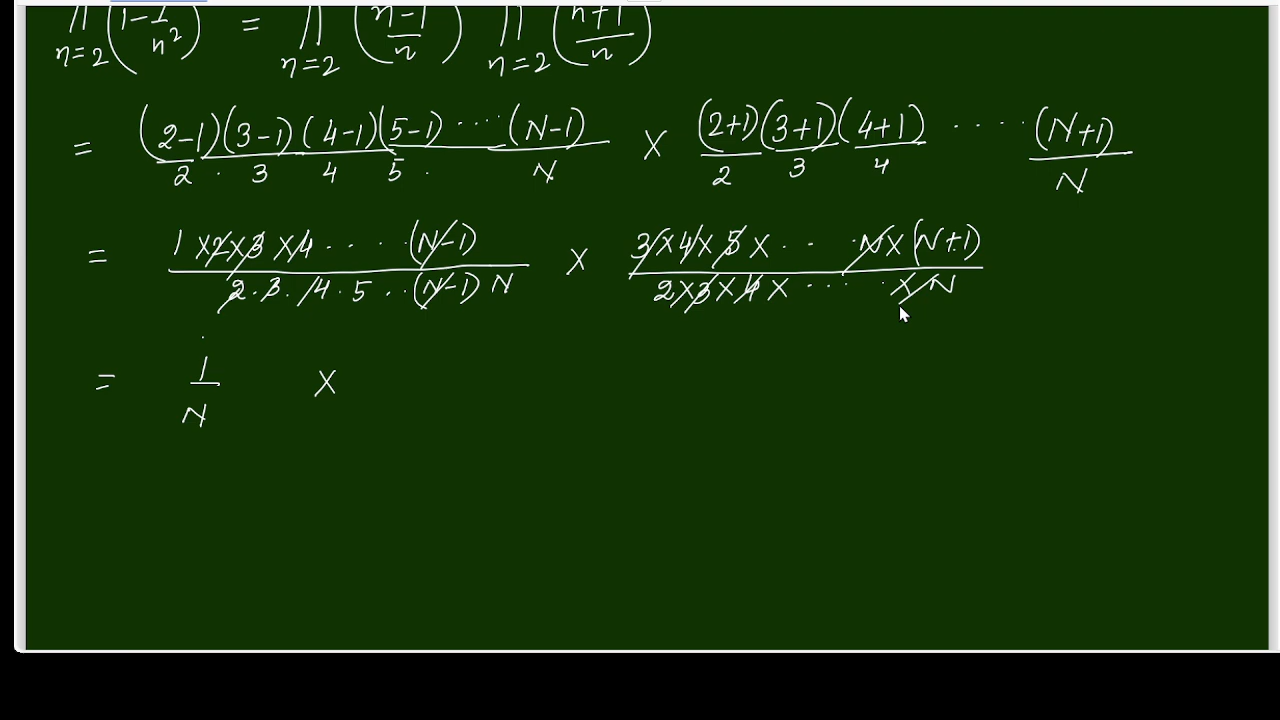 ∏ n=2 (1 - 1/n²) = ∏ n=2 ((n-1)/n) ∏ n=2 ((n+1)/n)
= (2-1)/2 · (3-1)/3 (4-1)/4 (5-1)/5 · ···· (N-1)/N × (2+1)/2 (3+1)/3 (4+1)/4 ···· (N+1)/N
= (1 × 2 × 3 × 4 ···· (N-1))/(2 · 3 · 4 · 5 ·· (N-1) N) × (3 × 4 × 5 × ···· N × (N+1))/(2 × 3 × 4 × ···· × N)
= 1/N ×